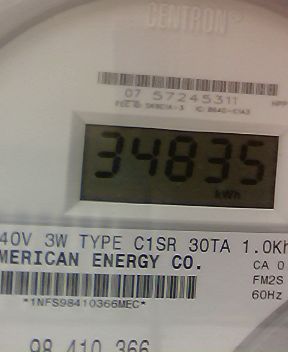 CENTRON®
07 57245311
34835
kWh
40V 3W TYPE C1SR 30TA 1.0Kh
MERICAN ENERGY CO.
CA 0
FM2S
60Hz
*1NFS98410366MEC*
98 410 366